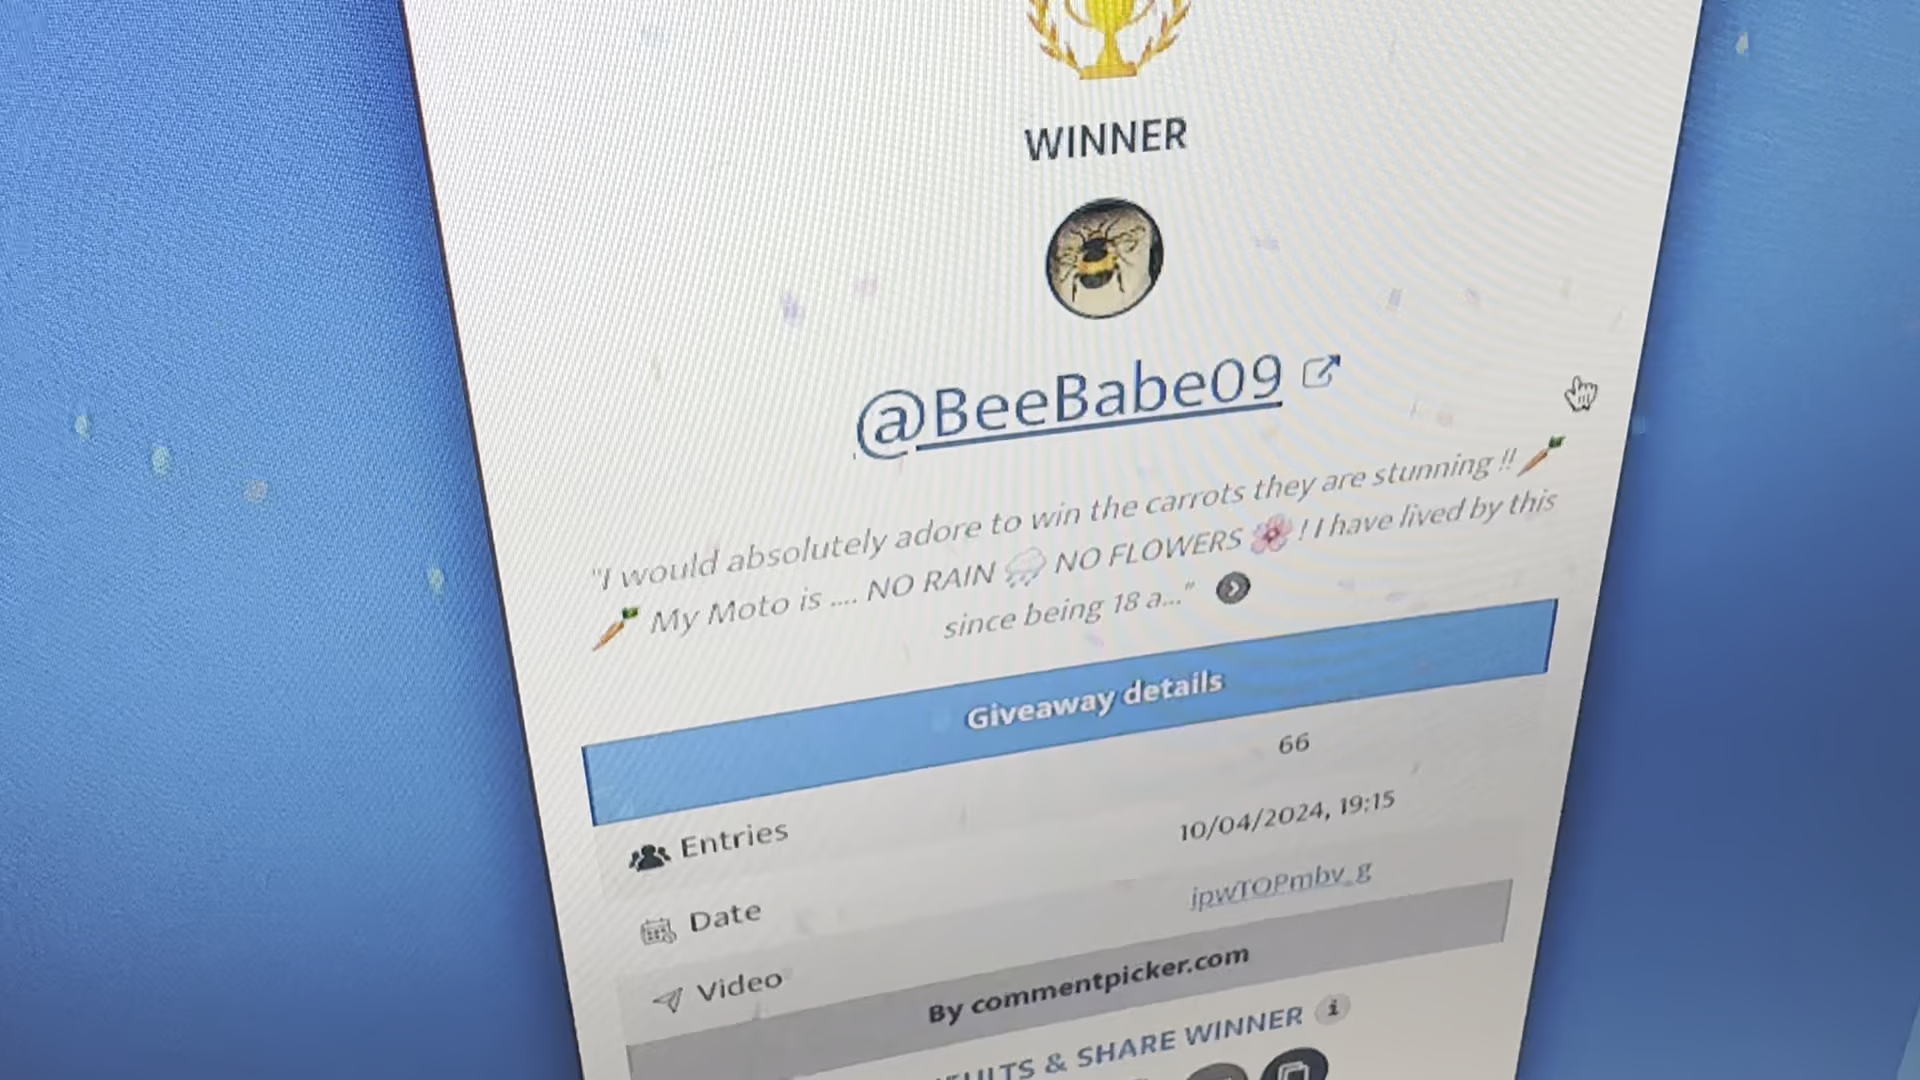 WINNER
@BeeBabe09
"I would absolutely adore to win the carrots they are stunning !!🥕
🥕 My Moto is .... NO RAIN 🌧️ NO FLOWERS 🌸 ! I have lived by this
since being 18 a..."
Giveaway details
Entries 66
Date 10/04/2024, 19:15
Video ipwTOPmbv_g
By commentpicker.com
& SHARE WINNER